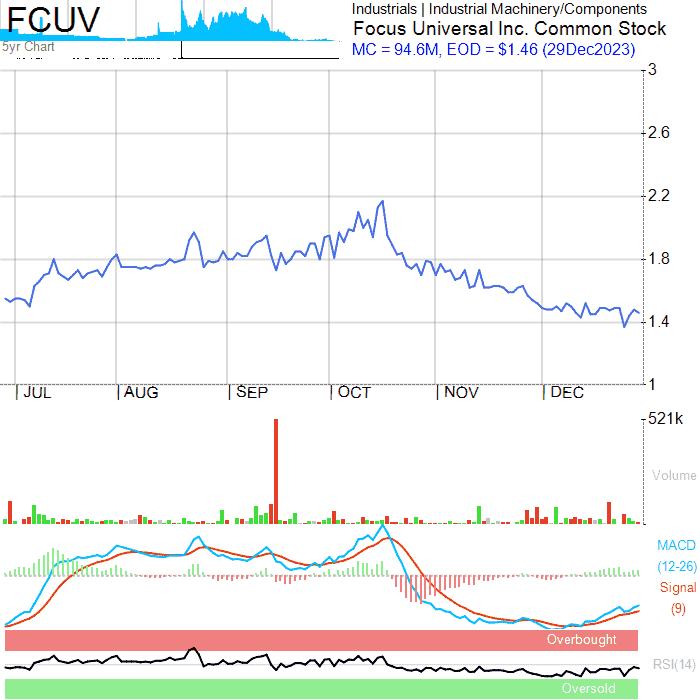 FCUV
Industrials | Industrial Machinery/Components
Focus Universal Inc. Common Stock
5yr Chart
MC = 94.6M, EOD = $1.46 (29Dec2023)
3
2.6
2.2
1.8
1.4
1
| JUL | AUG | SEP | OCT | NOV | DEC
521k
Volume
MACD
(12-26)
Signal
(9)
Overbought
RSI(14)
Oversold